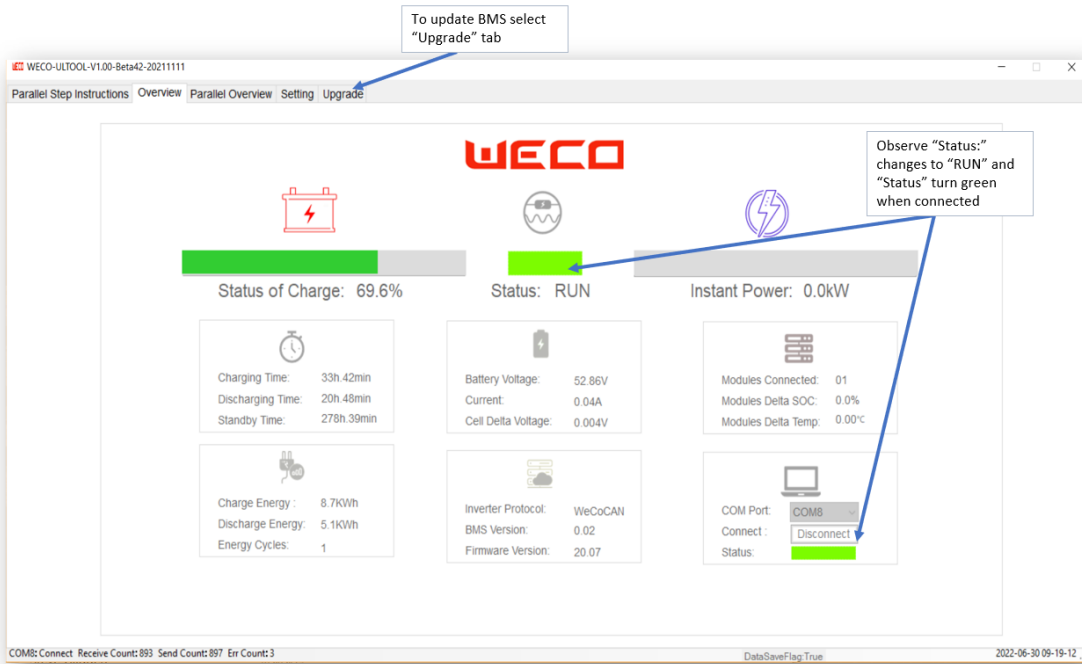 To update BMS select
“Upgrade” tab
WECO WECO-ULTOOL-V1.00-Beta42-20211111
Parallel Step Instructions Overview Parallel Overview Setting Upgrade
WECO
Observe “Status:”
changes to “RUN” and
“Status” turn green
when connected
Status of Charge: 69.6% Status: RUN Instant Power: 0.0kW
Charging Time: 33h.42min
Discharging Time: 20h.48min
Standby Time: 278h.39min
Battery Voltage: 52.86V
Current: 0.04A
Cell Delta Voltage: 0.004V
Modules Connected: 01
Modules Delta SOC: 0.0%
Modules Delta Temp: 0.00℃
Charge Energy : 8.7KWh
Discharge Energy: 5.1KWh
Energy Cycles: 1
Inverter Protocol: WeCoCAN
BMS Version: 0.02
Firmware Version: 20.07
COM Port: COM8
Connect : Disconnect
Status:
COM8: Connect Receive Count: 893 Send Count: 897 Err Count: 3 DataSaveFlag:True 2022-06-30 09-19-12